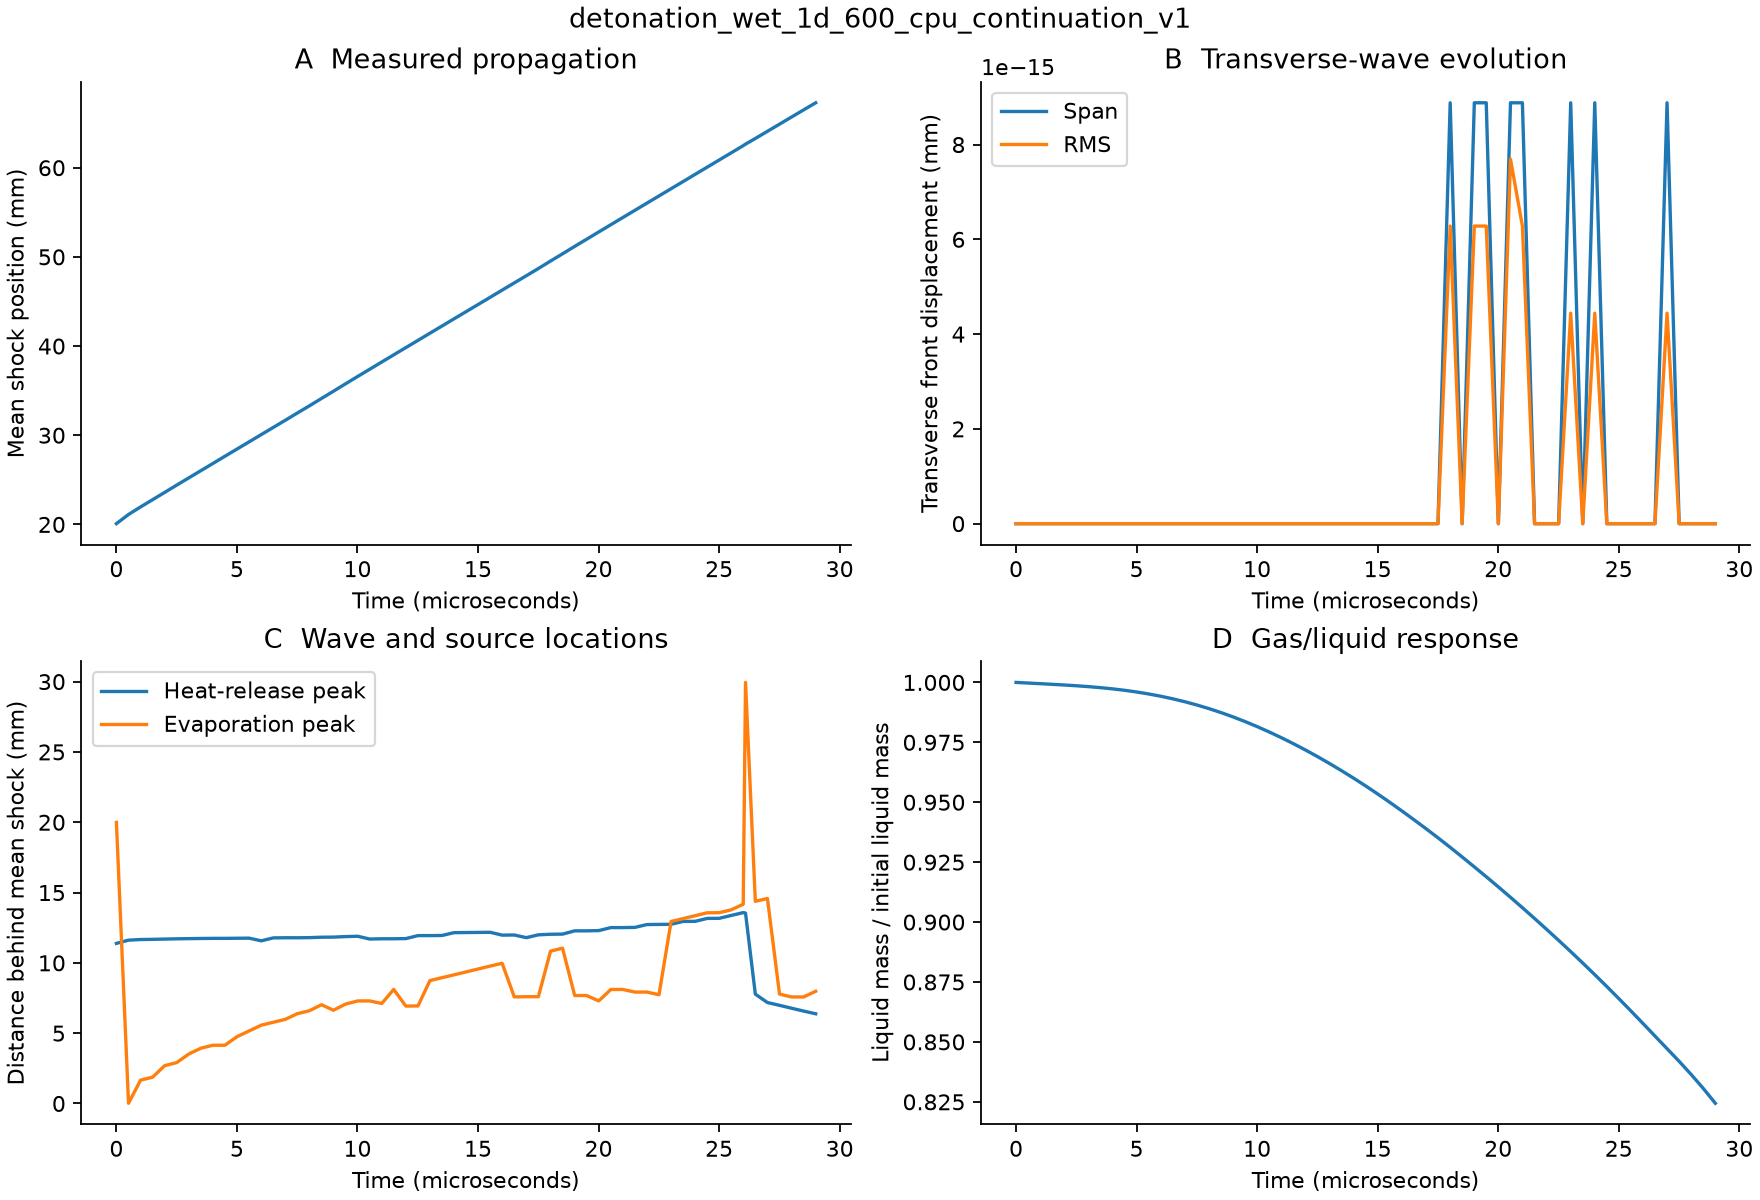 detonation_wet_1d_600_cpu_continuation_v1
A  Measured propagation
Mean shock position (mm)
60
50
40
30
20
0 5 10 15 20 25 30
Time (microseconds)
B  Transverse-wave evolution
1e−15
Span
RMS
Transverse front displacement (mm)
8
6
4
2
0
0 5 10 15 20 25 30
Time (microseconds)
C  Wave and source locations
Heat-release peak
Evaporation peak
Distance behind mean shock (mm)
30
25
20
15
10
5
0
0 5 10 15 20 25 30
Time (microseconds)
D  Gas/liquid response
Liquid mass / initial liquid mass
1.000
0.975
0.950
0.925
0.900
0.875
0.850
0.825
0 5 10 15 20 25 30
Time (microseconds)